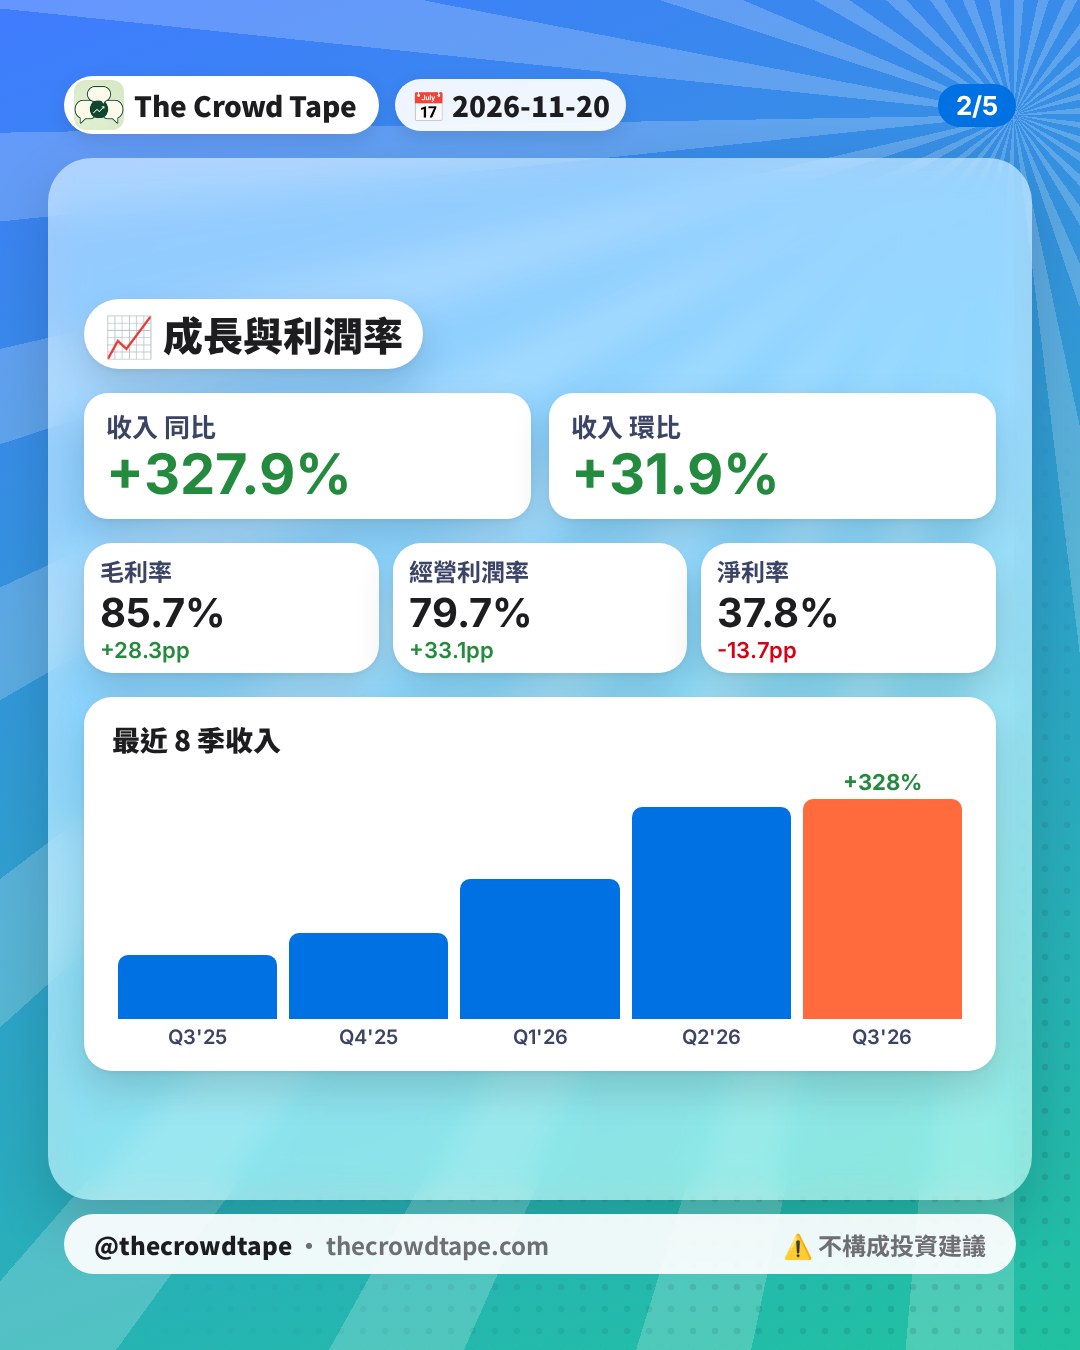 The Crowd Tape
2026-11-20
2/5
成長與利潤率
收入 同比
+327.9%
收入 環比
+31.9%
毛利率
85.7%
+28.3pp
經營利潤率
79.7%
+33.1pp
淨利率
37.8%
-13.7pp
最近 8 季收入
+328%
Q3'25
Q4'25
Q1'26
Q2'26
Q3'26
@thecrowdtape • thecrowdtape.com
⚠️ 不構成投資建議